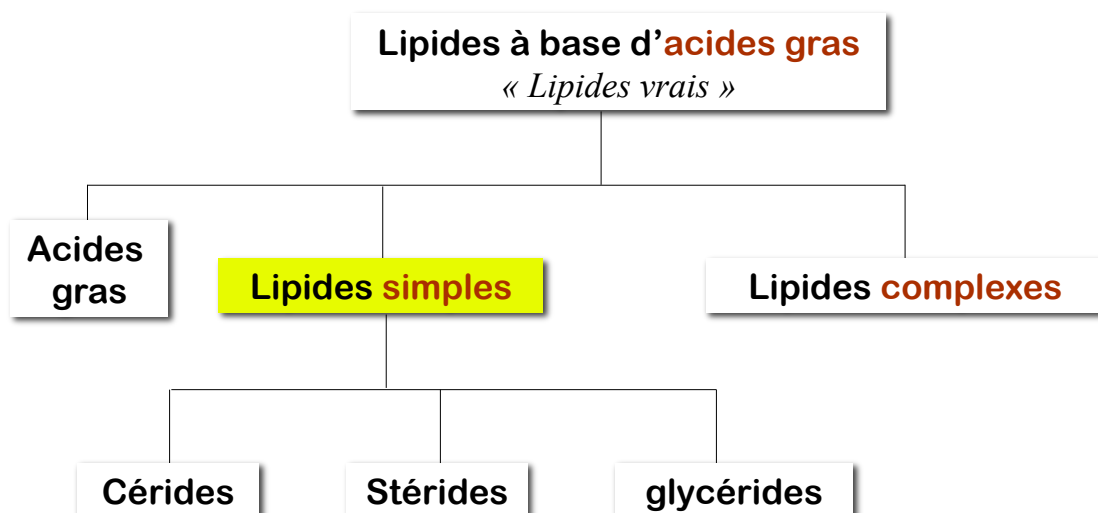 Lipides à base d’acides gras
« Lipides vrais »
Acides
gras
Lipides simples
Lipides complexes
Cérides
Stérides
glycérides